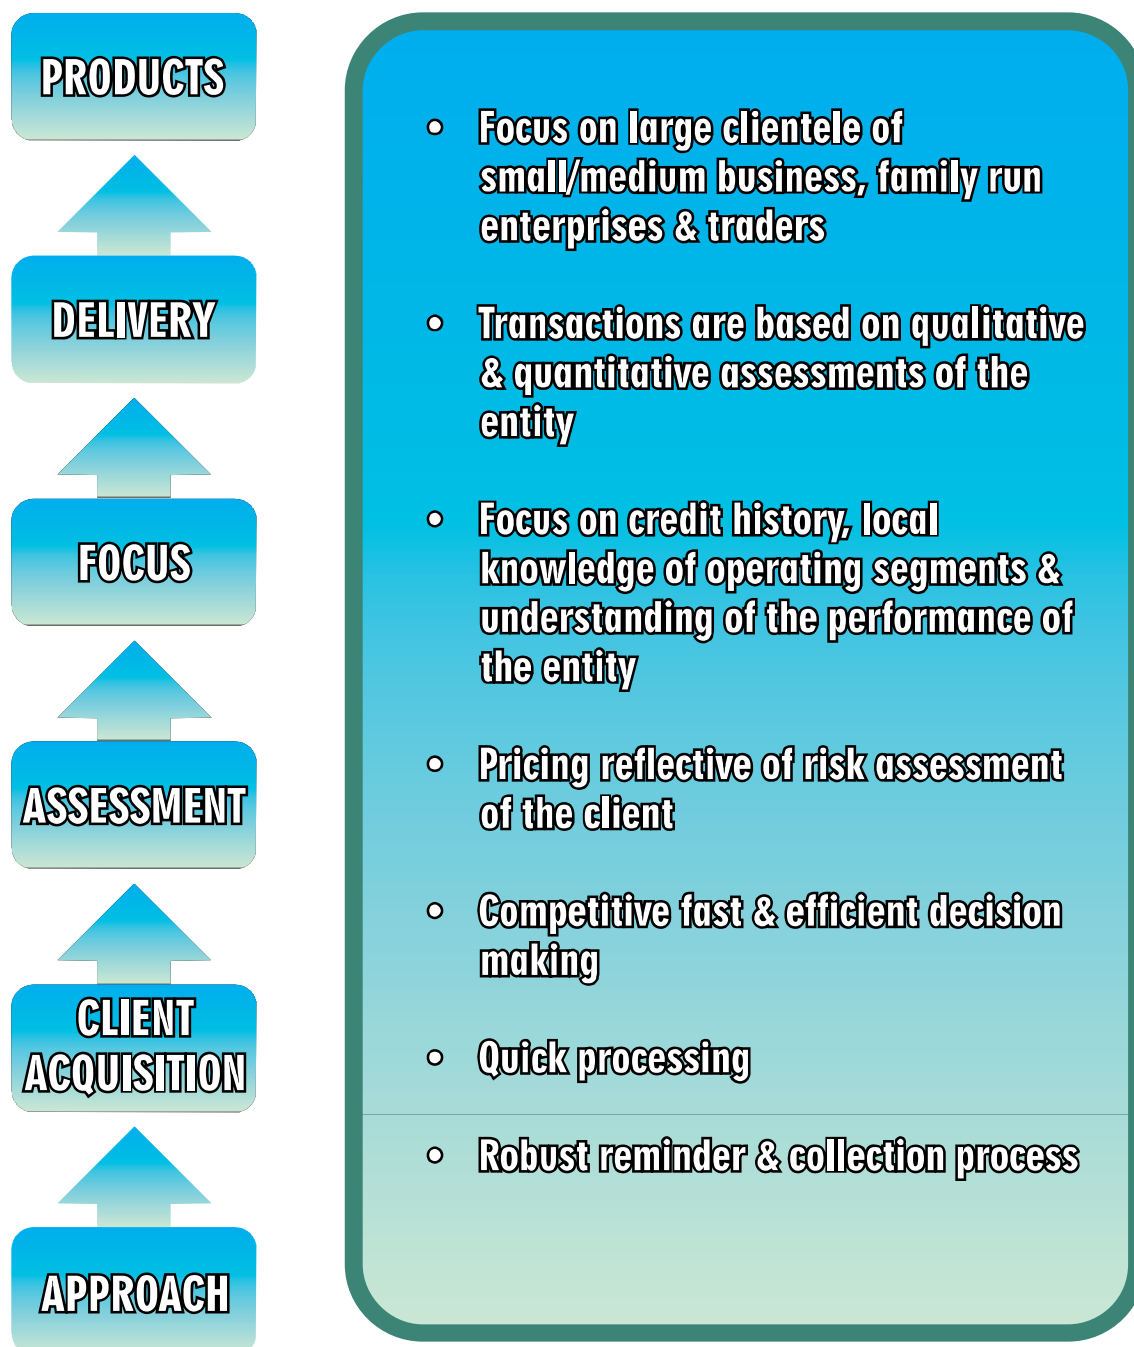 PRODUCTS
DELIVERY
FOCUS
ASSESSMENT
CLIENT
ACQUISITION
APPROACH
• Focus on large clientele of
small/medium business, family run
enterprises & traders
• Transactions are based on qualitative
& quantitative assessments of the
entity
• Focus on credit history, local
knowledge of operating segments &
understanding of the performance of
the entity
• Pricing reflective of risk assessment
of the client
• Competitive fast & efficient decision
making
• Quick processing
• Robust reminder & collection process